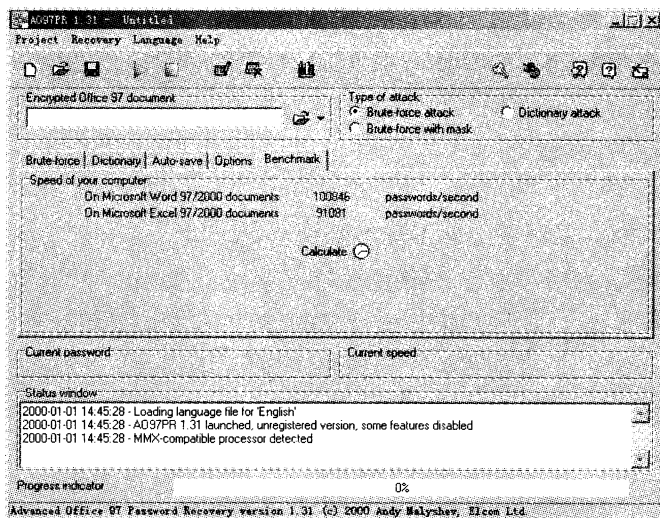 AO97PR 1.31 - Untitled
Project Recovery Language Help
Encrypted Office 97 document
Type of attack
Brute-force attack
Dictionary attack
Brute-force with mask
Brute-force Dictionary Auto-save Options Benchmark
Speed of your computer
On Microsoft Word 97/2000 documents 100846 passwords/second
On Microsoft Excel 97/2000 documents 91081 passwords/second
Calculate
Current password
Current speed
Status window
2000-01-01 14:45:28 - Loading language file for 'English'
2000-01-01 14:45:28 - AO97PR 1.31 launched, unregistered version, some features disabled
2000-01-01 14:45:28 - MMX-compatible processor detected
Progress indicator 0%
Advanced Office 97 Password Recovery version 1.31 (c) 2000 Andy Malyshev, Elcom Ltd.